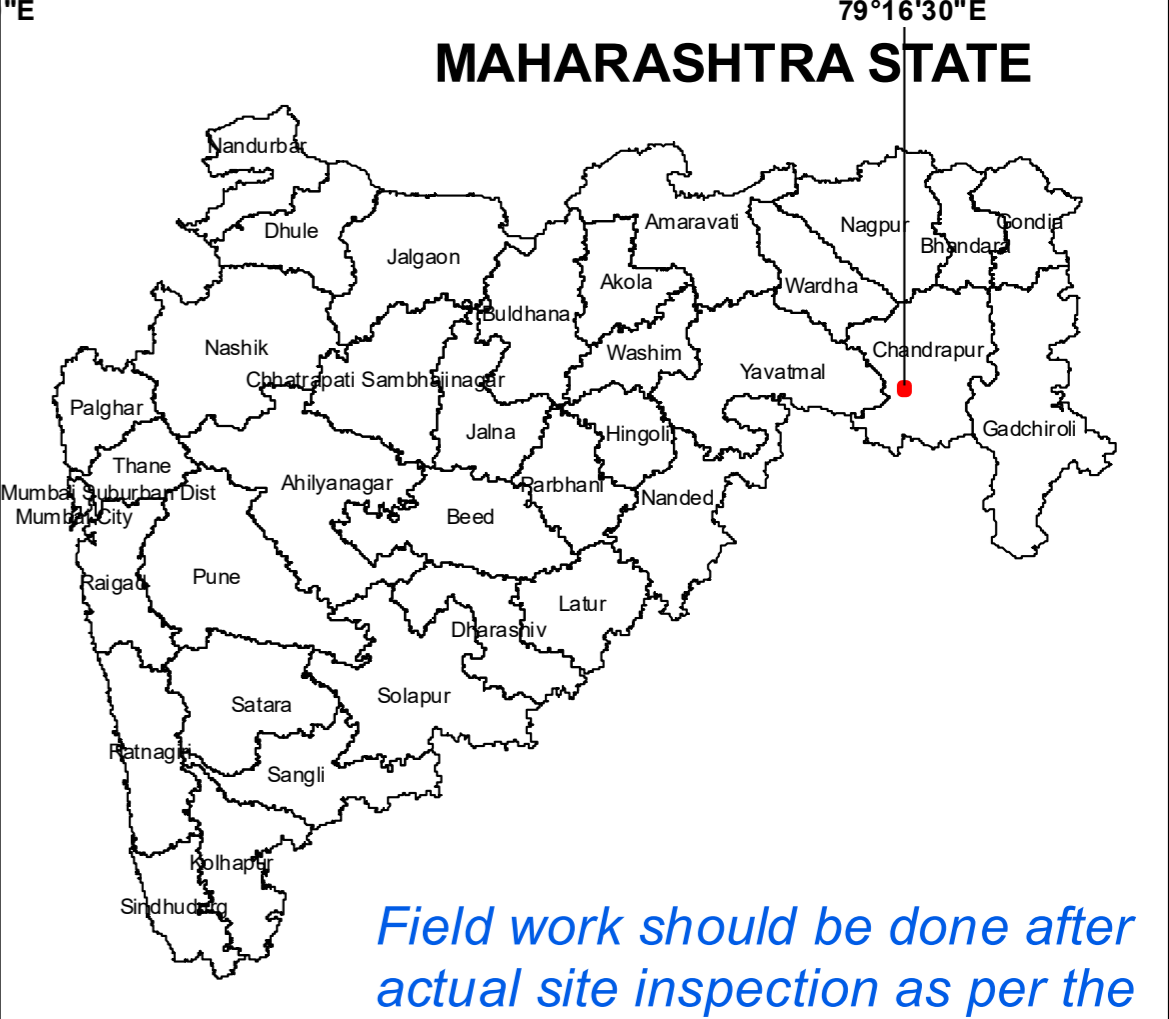 "E
79°16'30"E
MAHARASHTRA STATE
Nandurbar
Dhule
Jalgaon
Amaravati
Nagpur
Gondia
Bhandara
Akola
Wardha
Buldhana
Nashik
Washim
Chandrapur
Chhatrapati Sambhajinagar
Yavatmal
Palghar
Jalna
Hingoli
Gadchiroli
Thane
Ahilyanagar
Parbhani
Nanded
Mumbai Suburban Dist
Mumbai City
Beed
Raigad
Pune
Latur
Dharashiv
Solapur
Satara
Ratnagiri
Sangli
Kolhapur
Sindhudurg
Field work should be done after
actual site inspection as per the